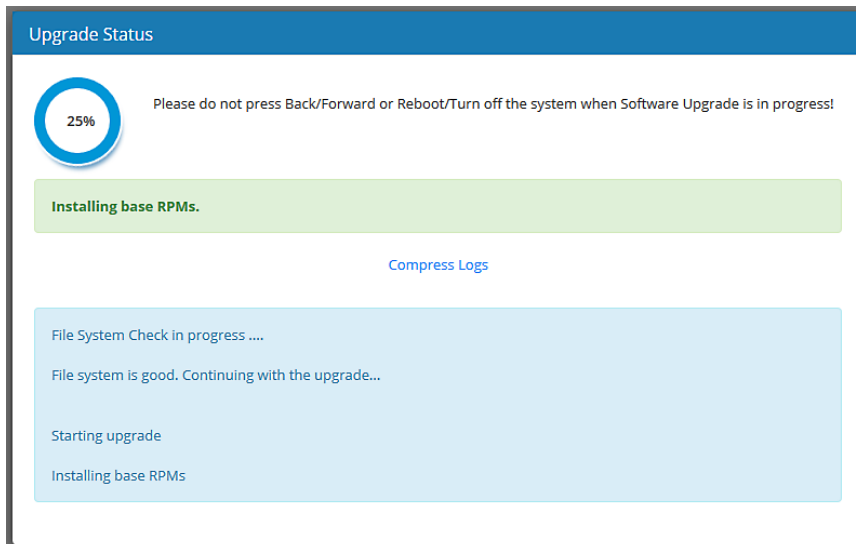 Upgrade Status
25%
Please do not press Back/Forward or Reboot/Turn off the system when Software Upgrade is in progress!
Installing base RPMs.
Compress Logs
File System Check in progress ....
File system is good. Continuing with the upgrade...
Starting upgrade
Installing base RPMs